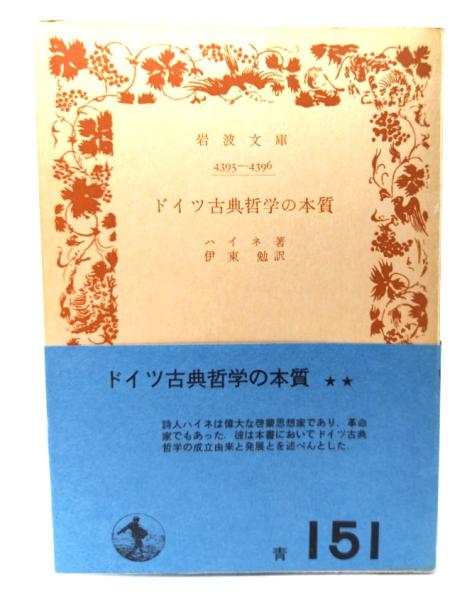 岩波文庫
4395—4396
ドイツ古典哲学の本質
ハイネ著
伊東勉訳
ドイツ古典哲学の本質 ★★
詩人ハイネは偉大な啓蒙思想家であり、革命
家でもあった。彼は本書においてドイツ古典
哲学の成立由来と発展とを述べんとした。
青 151